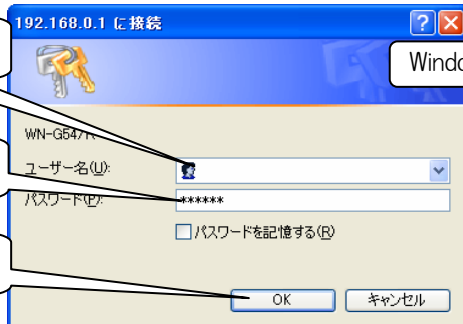 192.168.0.1 に接続
Windo
WN-G54/R
ユーザー名(U):
パスワード(P):
******
パスワードを記憶する(R)
OK
キャンセル